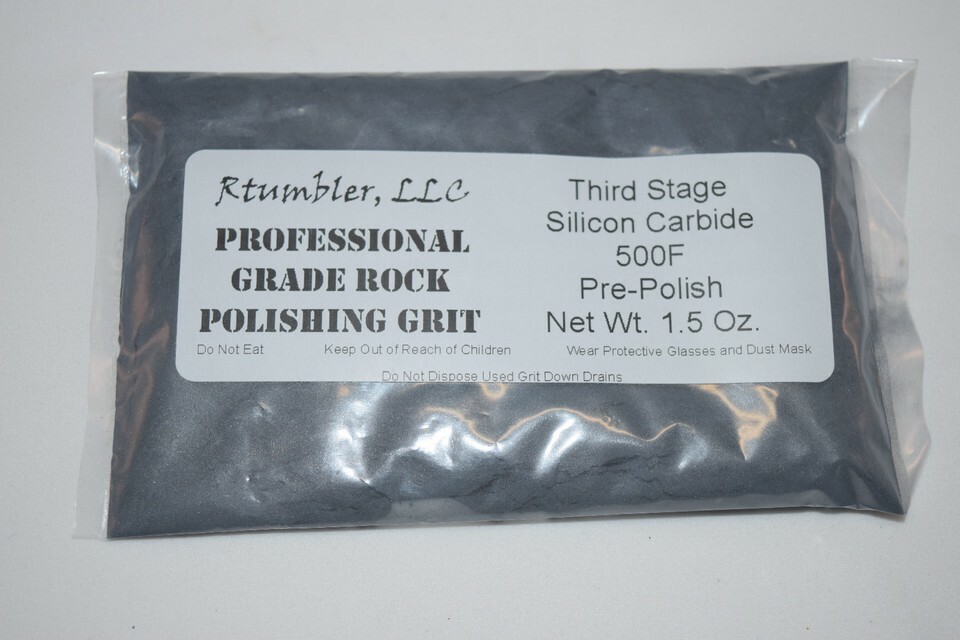 Rtumbler, LLC
PROFESSIONAL
GRADE ROCK
POLISHING GRIT
Third Stage
Silicon Carbide
500F
Pre-Polish
Net Wt. 1.5 Oz.
Do Not Eat Keep Out of Reach of Children Wear Protective Glasses and Dust Mask
Do Not Dispose Used Grit Down Drains